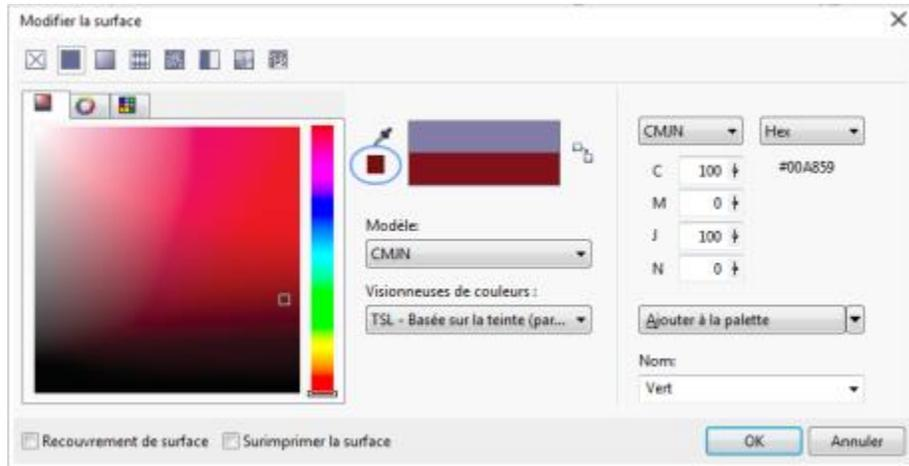 Modifier la surface
CMJN
Hex
C 100 #00A859
M 0
J 100
N 0
Modèle:
CMJN
Visionneuses de couleurs :
TSL - Basée sur la teinte (par...
Ajouter à la palette
Nom:
Vert
Recouvrement de surface
Surimprimer la surface
OK
Annuler